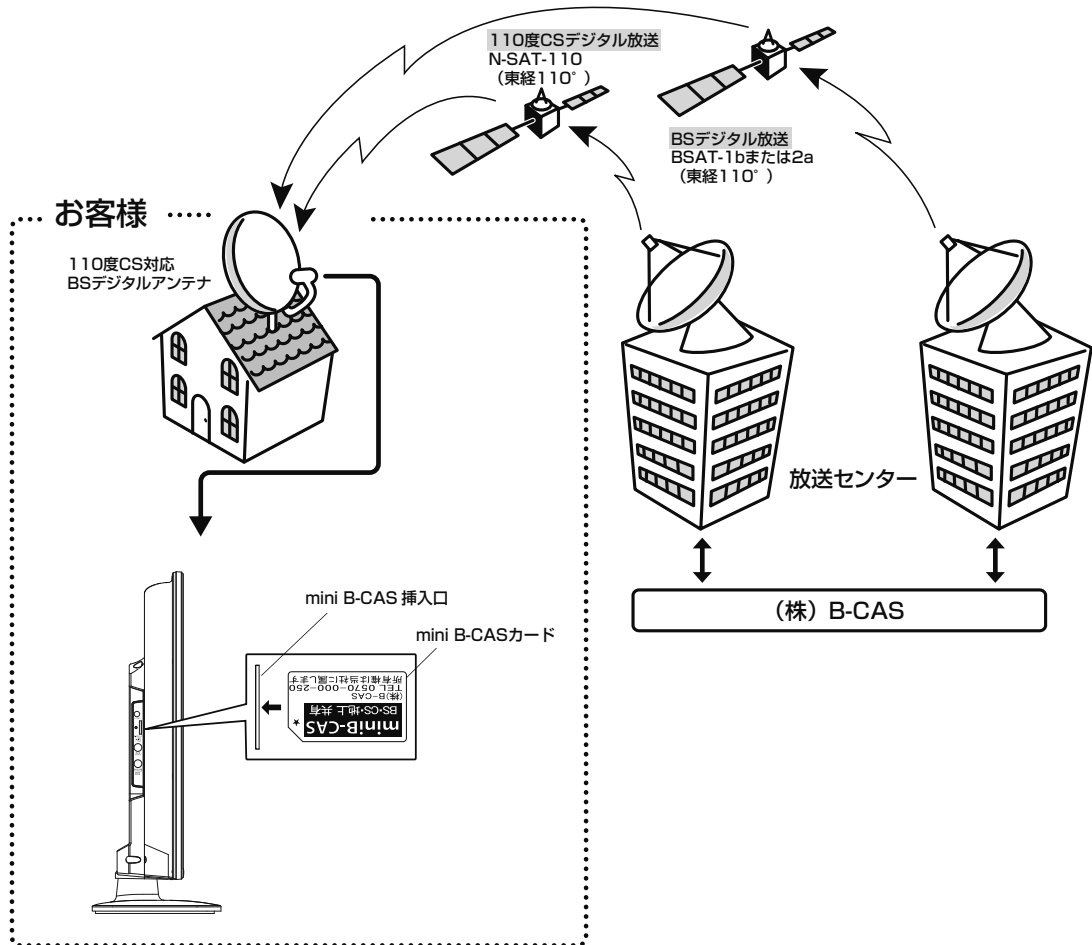 110度CSデジタル放送
N-SAT-110
(東経110°)
BSデジタル放送
BSAT-1bまたは2a
(東経110°)
お客様
110度CS対応
BSデジタルアンテナ
放送センター
(株)B-CAS
mini B-CAS 挿入口
mini B-CASカード
★
miniB-CAS
BS・CS・地上 共有
(株)B-CAS
TEL 0570-000-250
所有権は当社に属します